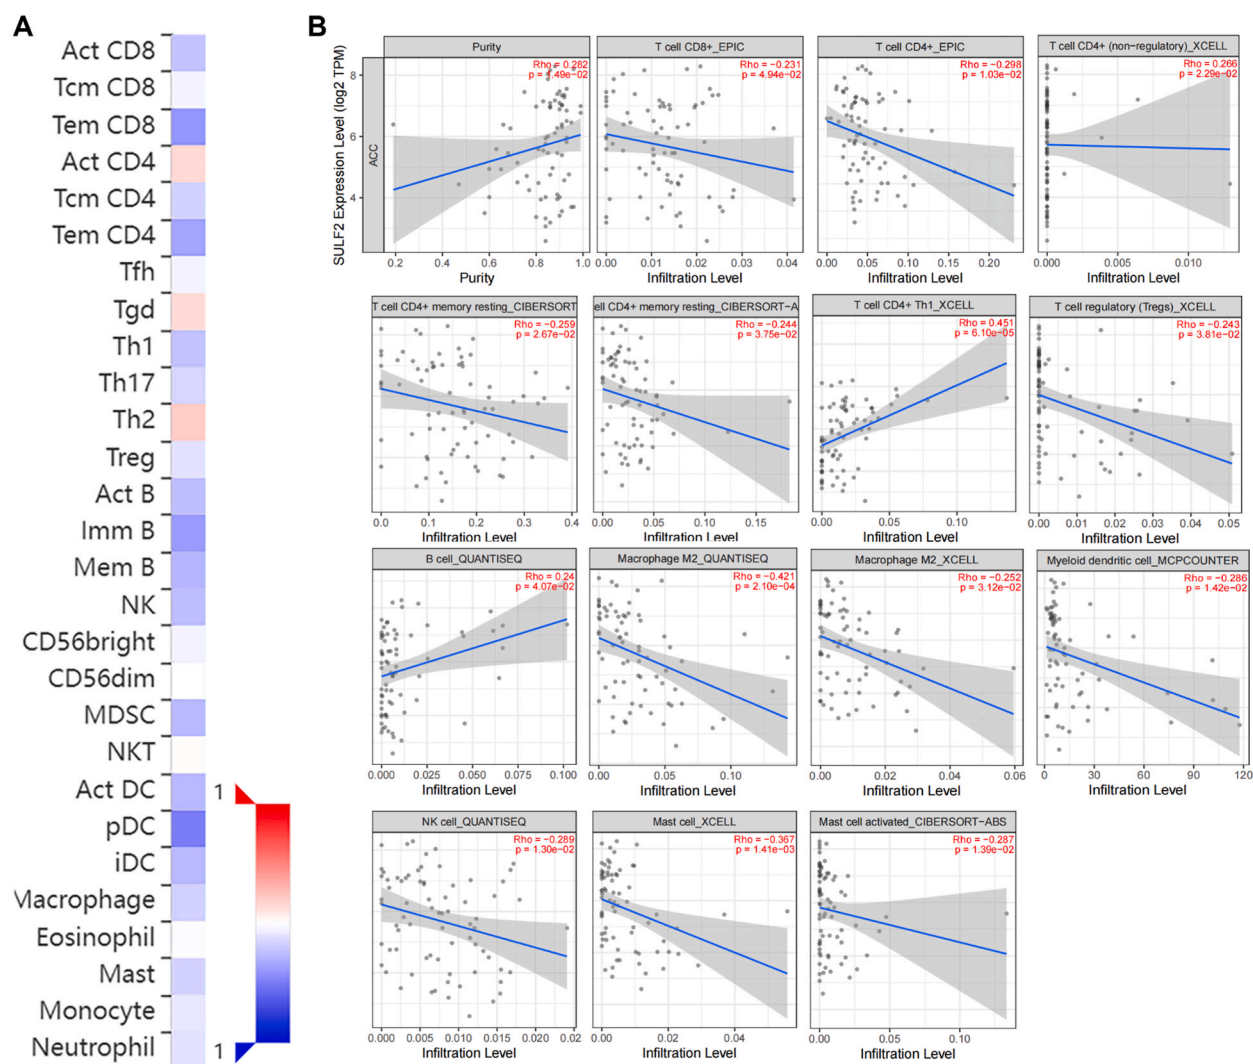 A
Act CD8
Tcm CD8
Tem CD8
Act CD4
Tcm CD4
Tem CD4
Tfh
Tgd
Th1
Th17
Th2
Treg
Act B
Imm B
Mem B
NK
CD56bright
CD56dim
MDSC
NKT
Act DC
pDC
iDC
Macrophage
Eosinophil
Mast
Monocyte
Neutrophil
1
1
B
SULF2 Expression Level (log2 TPM)
ACC
8
6
4
Purity
Rho = 0.282
p = 1.49e−02
0.2 0.4 0.6 0.8 1.0
Purity
T cell CD8+_EPIC
Rho = −0.231
p = 4.94e−02
0.00 0.01 0.02 0.03 0.04
Infiltration Level
T cell CD4+_EPIC
Rho = −0.298
p = 1.03e−02
0.00 0.10 0.20
Infiltration Level
T cell CD4+ (non−regulatory)_XCELL
Rho = 0.266
p = 2.29e−02
0.000 0.005 0.010
Infiltration Level
T cell CD4+ memory resting_CIBERSORT
Rho = −0.259
p = 2.67e−02
0.0 0.1 0.2 0.3 0.4
Infiltration Level
ell CD4+ memory resting_CIBERSORT−A
Rho = −0.244
p = 3.75e−02
0.00 0.05 0.10 0.15
Infiltration Level
T cell CD4+ Th1_XCELL
Rho = 0.451
p = 6.10e−05
0.00 0.05 0.10
Infiltration Level
T cell regulatory (Tregs)_XCELL
Rho = −0.243
p = 3.81e−02
0.00 0.01 0.02 0.03 0.04 0.05
Infiltration Level
B cell_QUANTISEQ
Rho = 0.24
p = 4.07e−02
0.000 0.025 0.050 0.075 0.100
Infiltration Level
Macrophage M2_QUANTISEQ
Rho = −0.421
p = 2.10e−04
0.00 0.05 0.10
Infiltration Level
Macrophage M2_XCELL
Rho = −0.252
p = 3.12e−02
0.00 0.02 0.04 0.06
Infiltration Level
Myeloid dendritic cell_MCPCOUNTER
Rho = −0.286
p = 1.42e−02
0 30 60 90 120
Infiltration Level
NK cell_QUANTISEQ
Rho = −0.289
p = 1.30e−02
0.000 0.005 0.010 0.015 0.020 0.02
Infiltration Level
Mast cell_XCELL
Rho = −0.367
p = 1.41e−03
0.00 0.02 0.04
Infiltration Level
Mast cell activated_CIBERSORT−ABS
Rho = −0.287
p = 1.39e−02
0.00 0.05 0.10
Infiltration Level